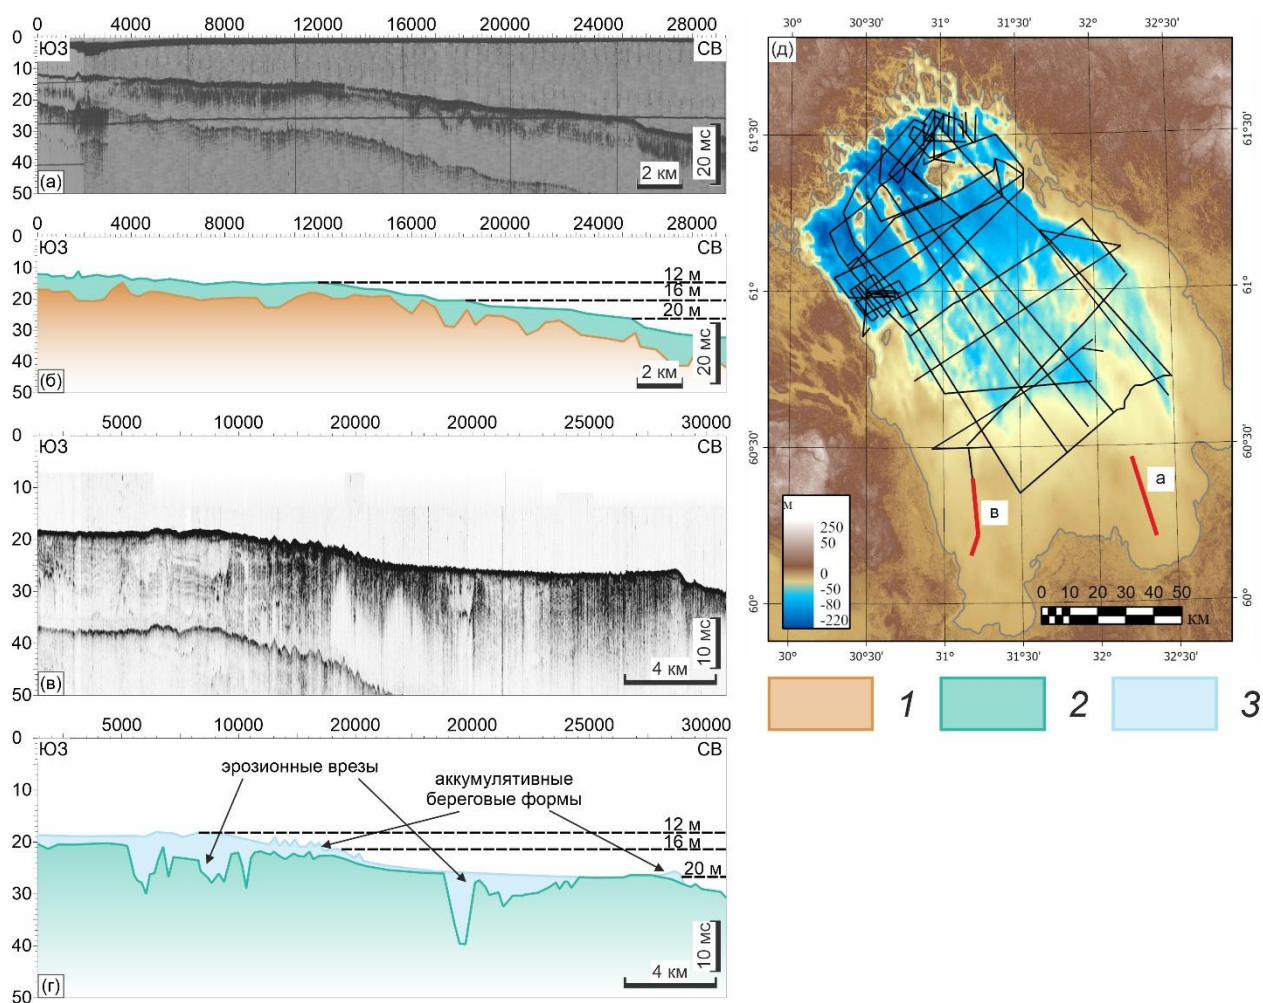 0 4000 8000 12000 16000 20000 24000 28000
0
ЮЗ
СВ
10
20
30
40
50
(а)
2 км
20 мс
0 4000 8000 12000 16000 20000 24000 28000
0
ЮЗ
СВ
10
20
30
40
50
12 м
16 м
20 м
(б)
2 км
20 мс
5000 10000 20000 20000 25000 30000
0
10
20
30
40
50
(в)
4 км
10 мс
5000 10000 20000 20000 25000 30000
0
ЮЗ
СВ
10
20
30
40
50
эрозионные врезы
аккумулятивные
береговые формы
12 м
16 м
20 м
(г)
4 км
10 мс
30° 30°30' 31° 31°30' 32° 32°30'
(д)
61°30' 61°30'
61° 61°
60°30' 60°30'
60° 60°
а
в
м
250
50
0
-50
-80
-220
0 10 20 30 40 50
КМ
30° 30°30' 31° 31°30' 32° 32°30'
1 2 3